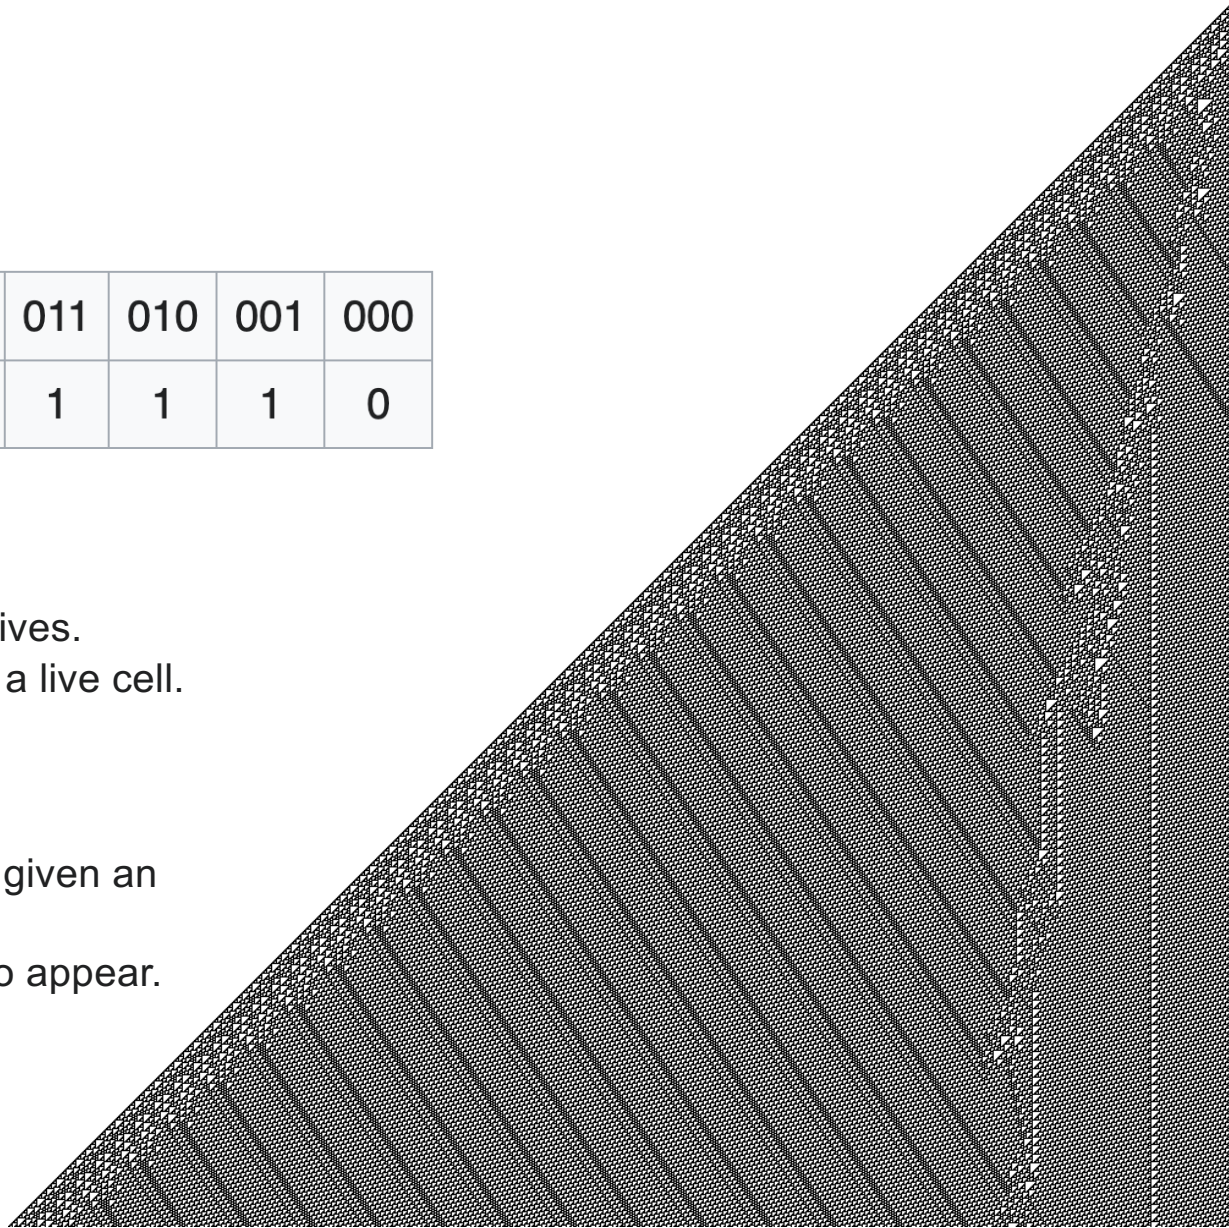 011 010 001 000
1 1 1 0
ives.
a live cell.
given an
o appear.